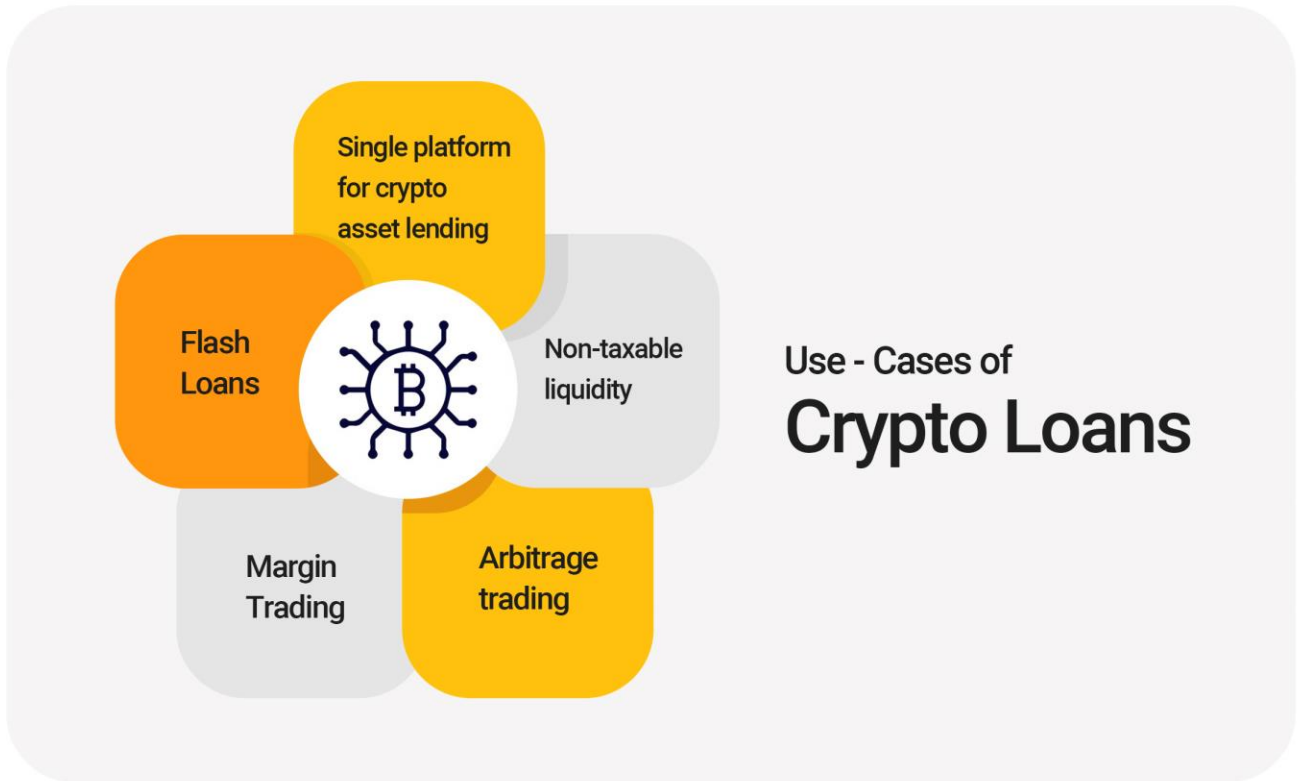 Single platform
for crypto
asset lending
Flash
Loans
Non-taxable
liquidity
Margin
Trading
Arbitrage
trading
Use - Cases of
Crypto Loans